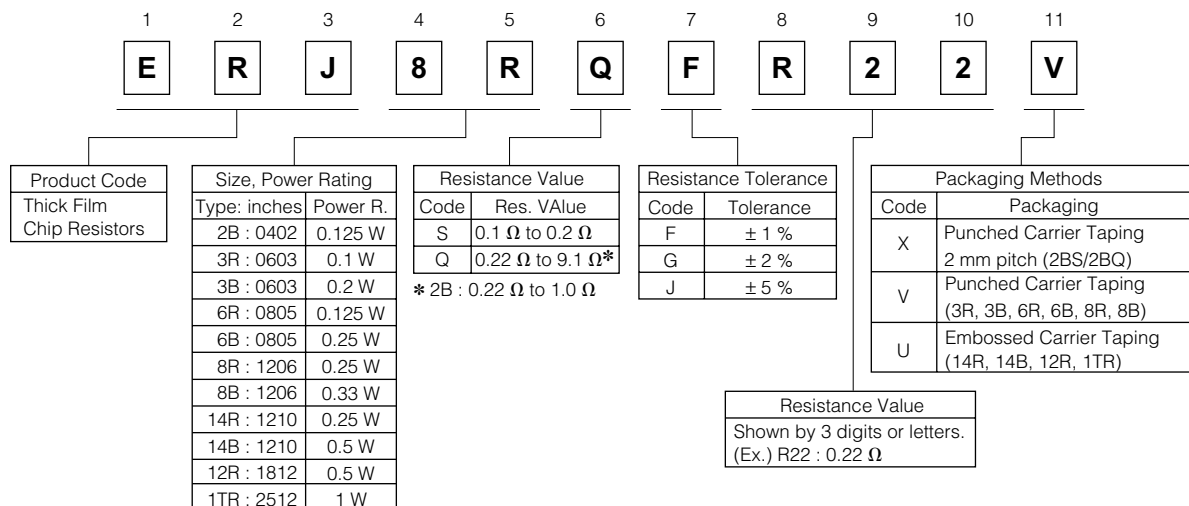 1 2 3 4 5 6 7 8 9 10 11
E R J 8 R Q F R 2 2 V
Product Code
Thick Film
Chip Resistors
Size, Power Rating
Type: inches Power R.
2B : 0402 0.125 W
3R : 0603 0.1 W
3B : 0603 0.2 W
6R : 0805 0.125 W
6B : 0805 0.25 W
8R : 1206 0.25 W
8B : 1206 0.33 W
14R : 1210 0.25 W
14B : 1210 0.5 W
12R : 1812 0.5 W
1TR : 2512 1 W
Resistance Value
Code Res. VAlue
S 0.1 Ω to 0.2 Ω
Q 0.22 Ω to 9.1 Ω*
* 2B : 0.22 Ω to 1.0 Ω
Resistance Tolerance
Code Tolerance
F ± 1 %
G ± 2 %
J ± 5 %
Resistance Value
Shown by 3 digits or letters.
(Ex.) R22 : 0.22 Ω
Packaging Methods
Code Packaging
X Punched Carrier Taping
2 mm pitch (2BS/2BQ)
V Punched Carrier Taping
(3R, 3B, 6R, 6B, 8R, 8B)
U Embossed Carrier Taping
(14R, 14B, 12R, 1TR)